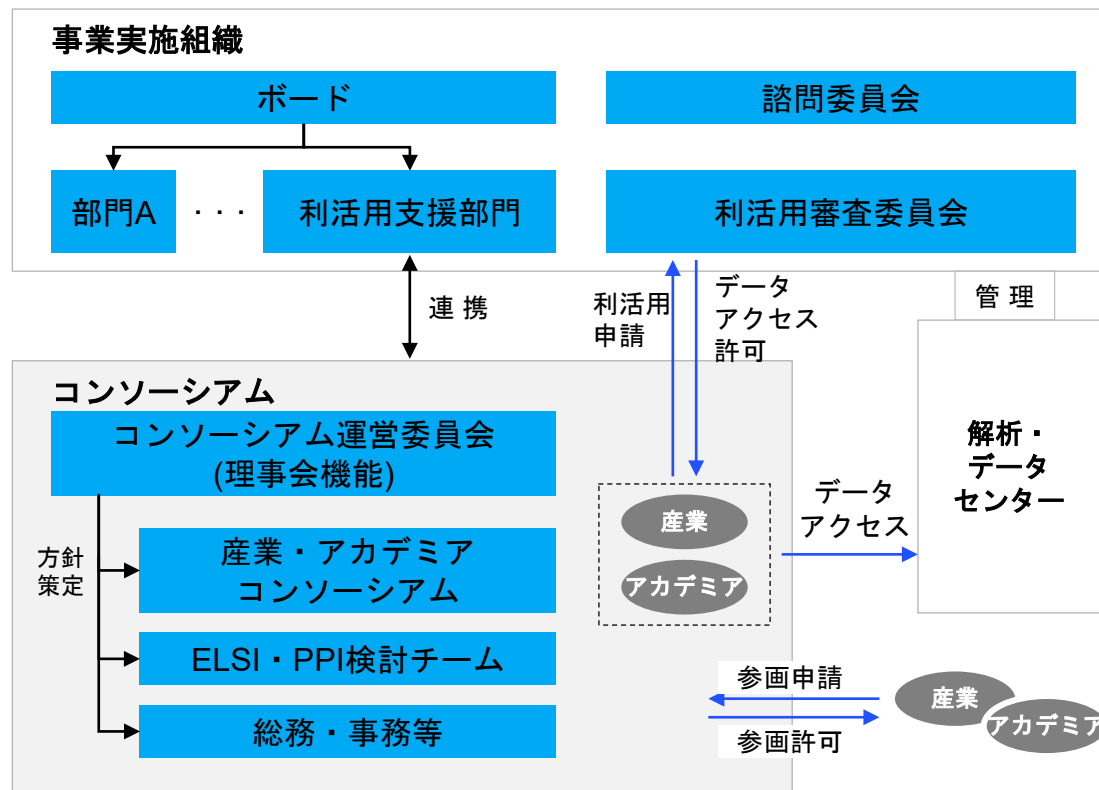 事業実施組織
ボード
諮問委員会
部門A
・・・
利活用支援部門
利活用審査委員会
連 携
利活用
申請
データ
アクセス
許可
管 理
コンソーシアム
コンソーシアム運営委員会
(理事会機能)
方針
策定
産業・アカデミア
コンソーシアム
ELSI・PPI検討チーム
総務・事務等
産業
アカデミア
データ
アクセス
解析・
データ
センター
参画申請
参画許可
産業
アカデミア